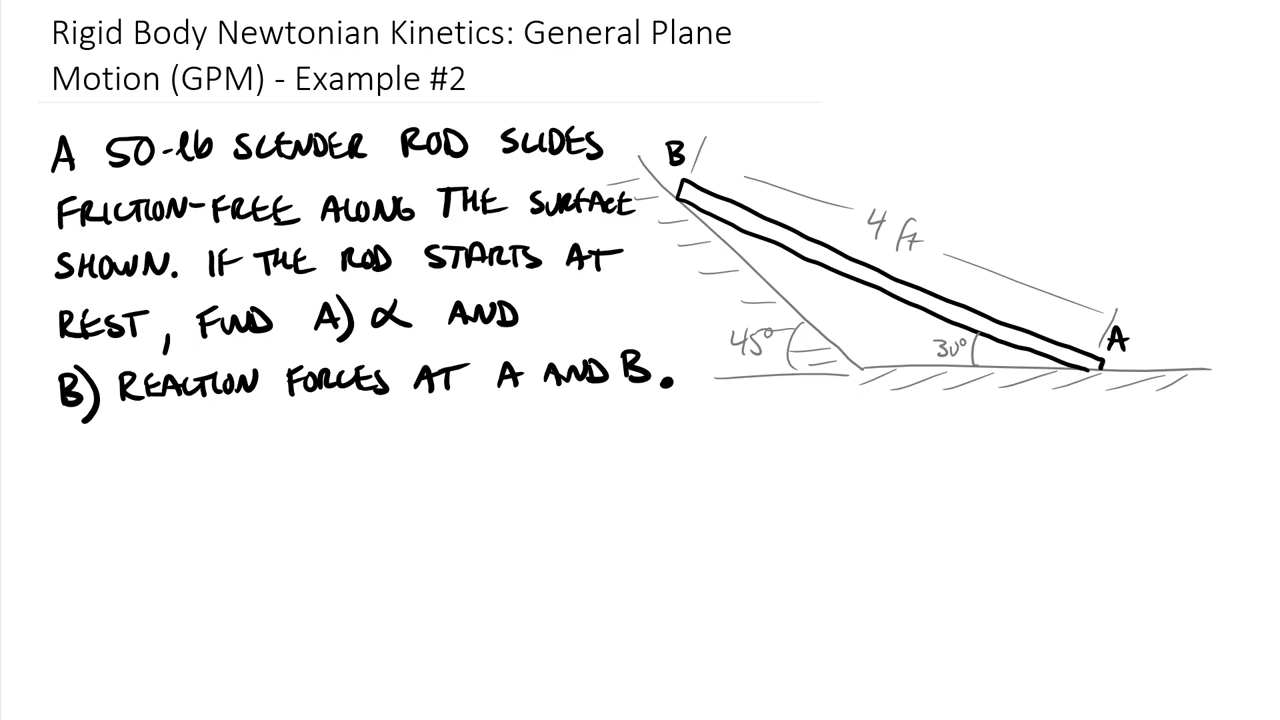 Rigid Body Newtonian Kinetics: General Plane
Motion (GPM) - Example #2
A 50-lb SLENDER ROD SLIDES
FRICTION-FREE ALONG THE SURFACE
SHOWN. IF THE ROD STARTS AT
REST, FIND A) α AND
B) REACTION FORCES AT A AND B.
B
4 ft
A
45°
30°